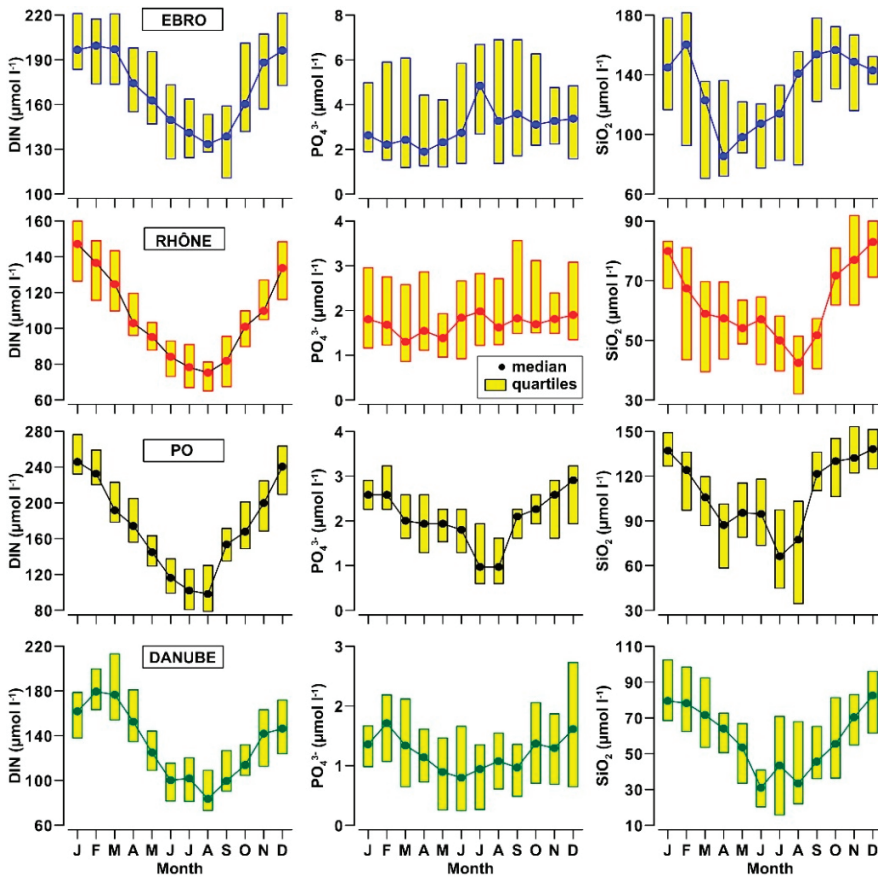 EBRO
DIN (µmol l⁻¹)
220
190
160
130
100
PO₄³⁻ (µmol l⁻¹)
8
6
4
2
0
SiO₂ (µmol l⁻¹)
180
140
100
60
RHÔNE
DIN (µmol l⁻¹)
160
140
120
100
80
60
PO₄³⁻ (µmol l⁻¹)
4
3
2
1
0
median
quartiles
SiO₂ (µmol l⁻¹)
90
70
50
30
PO
DIN (µmol l⁻¹)
280
240
200
160
120
80
PO₄³⁻ (µmol l⁻¹)
4
3
2
1
0
SiO₂ (µmol l⁻¹)
150
120
90
60
30
DANUBE
DIN (µmol l⁻¹)
220
180
140
100
60
J F M A M J J A S O N D
Month
PO₄³⁻ (µmol l⁻¹)
3
2
1
0
J F M A M J J A S O N D
Month
SiO₂ (µmol l⁻¹)
110
90
70
50
30
10
J F M A M J J A S O N D
Month